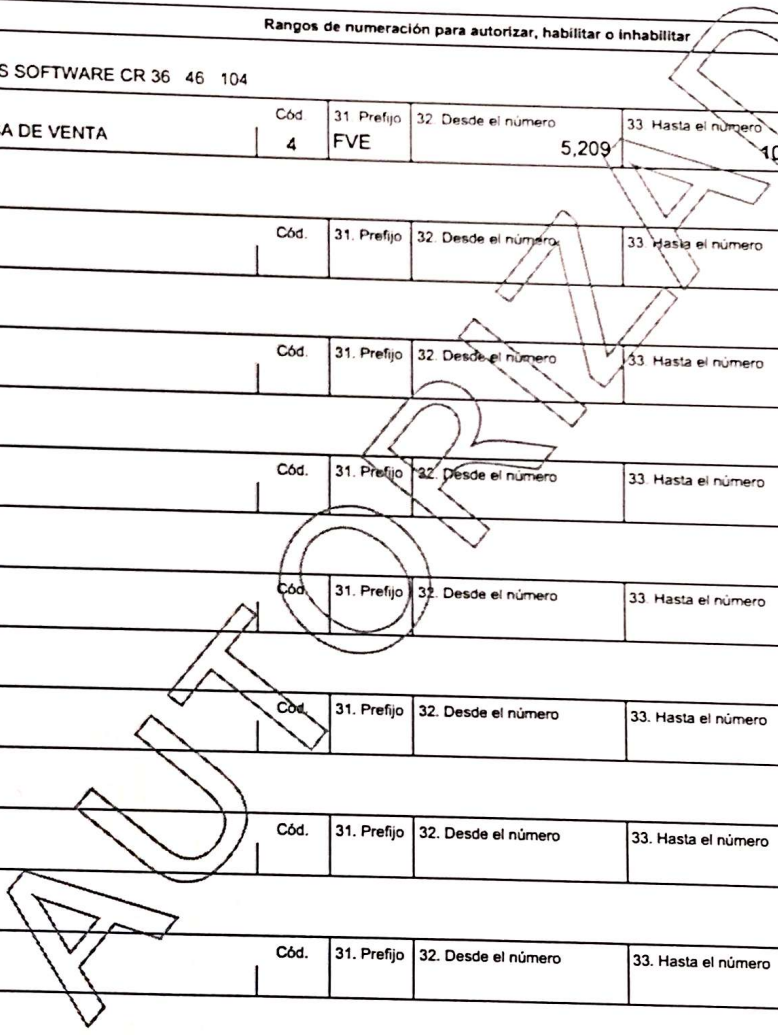 Rangos de numeración para autorizar, habilitar o inhabilitar
S SOFTWARE CR 36 46 104
Cód. 31. Prefijo 32. Desde el número 33. Hasta el número
A DE VENTA 4 FVE 5,209 10
Cód. 31. Prefijo 32. Desde el número 33. Hasta el número
Cód. 31. Prefijo 32. Desde el número 33. Hasta el número
Cód. 31. Prefijo 32. Desde el número 33. Hasta el número
Cód. 31. Prefijo 32. Desde el número 33. Hasta el número
Cód. 31. Prefijo 32. Desde el número 33. Hasta el número
Cód. 31. Prefijo 32. Desde el número 33. Hasta el número
Cód. 31. Prefijo 32. Desde el número 33. Hasta el número
AUTORIZAD